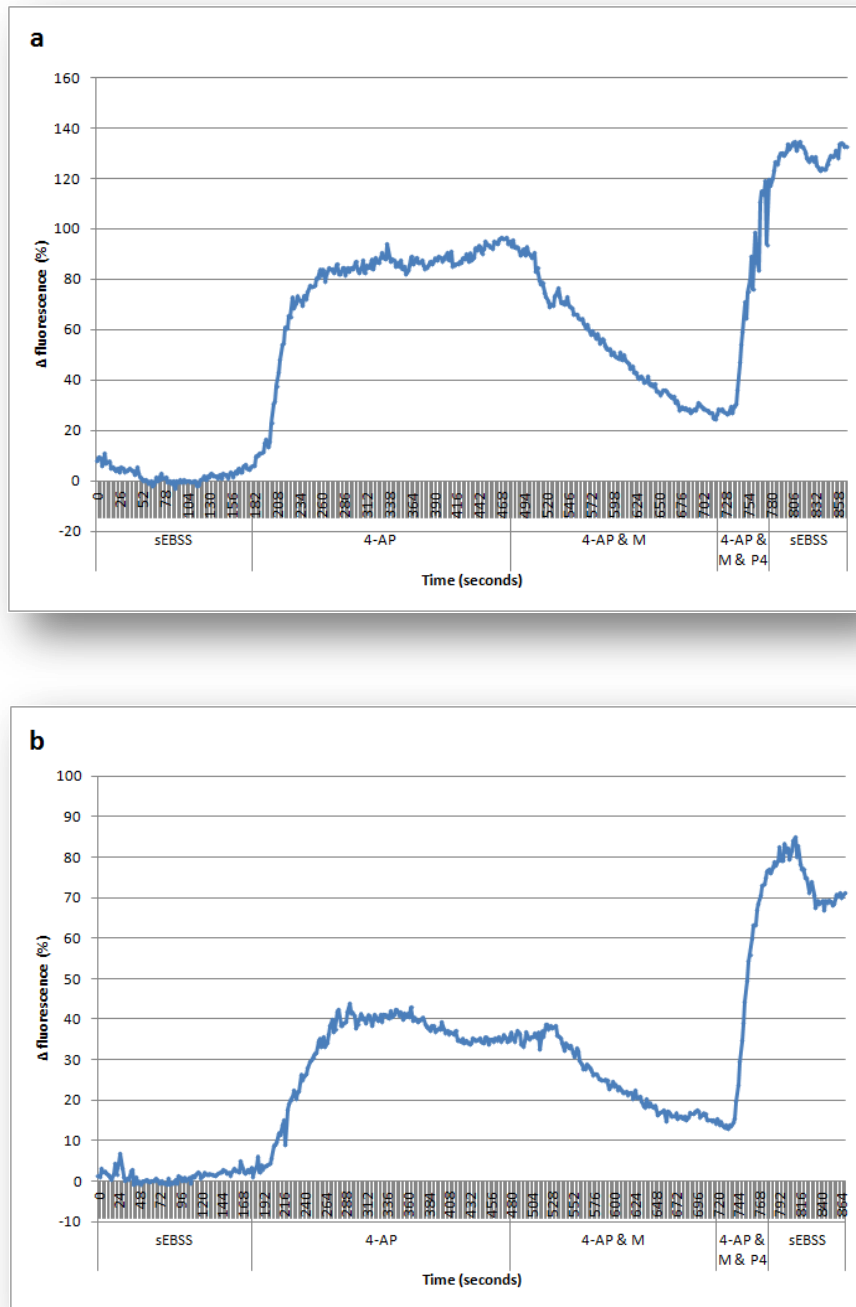 a
160
140
120
100
80
60
40
20
0
-20
Δ fluorescence (%)
0 26 52 78 104 130 156 182 208 234 260 286 312 338 364 390 416 442 468 494 520 546 572 598 624 650 676 702 728 754 780 806 832 858
sEBSS 4-AP 4-AP & M 4-AP & sEBSS
M & P4
Time (seconds)
b
100
90
80
70
60
50
40
30
20
10
0
-10
Δ fluorescence (%)
0 24 48 72 96 120 144 168 192 216 240 264 288 312 336 360 384 408 432 456 480 504 528 552 576 600 624 648 672 696 720 744 768 792 816 840 864
sEBSS 4-AP 4-AP & M 4-AP & sEBSS
M & P4
Time (seconds)